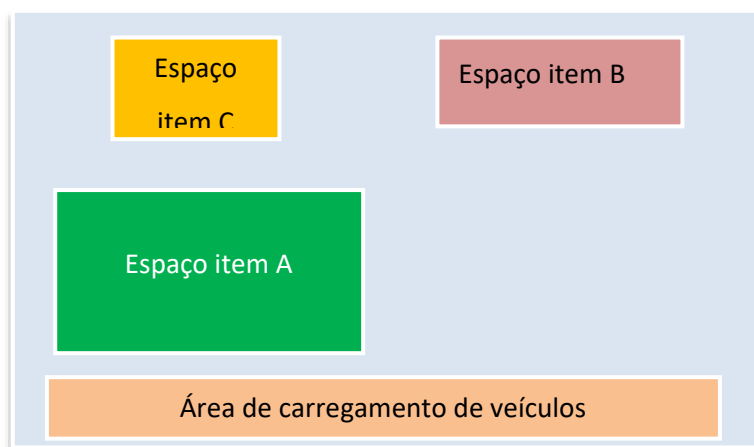 Espaço
item C
Espaço item B
Espaço item A
Área de carregamento de veículos